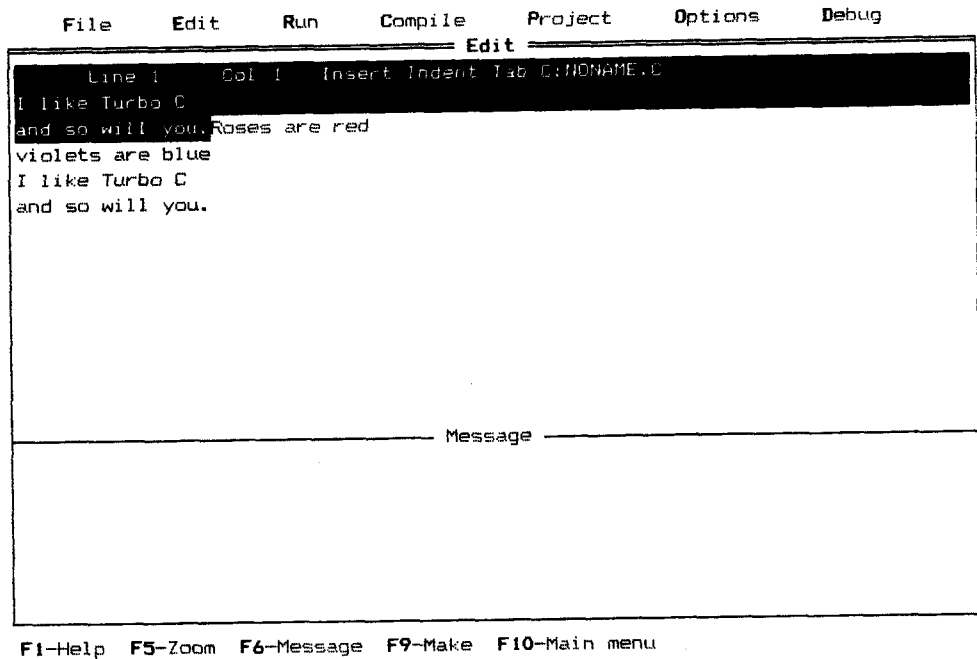 File Edit Run Compile Project Options Debug
Edit
Line 1 Col 1 Insert Indent Tab C:NONAME.C
I like Turbo C
and so will you.Roses are red
violets are blue
I like Turbo C
and so will you.
Message
F1-Help F5-Zoom F6-Message F9-Make F10-Main menu